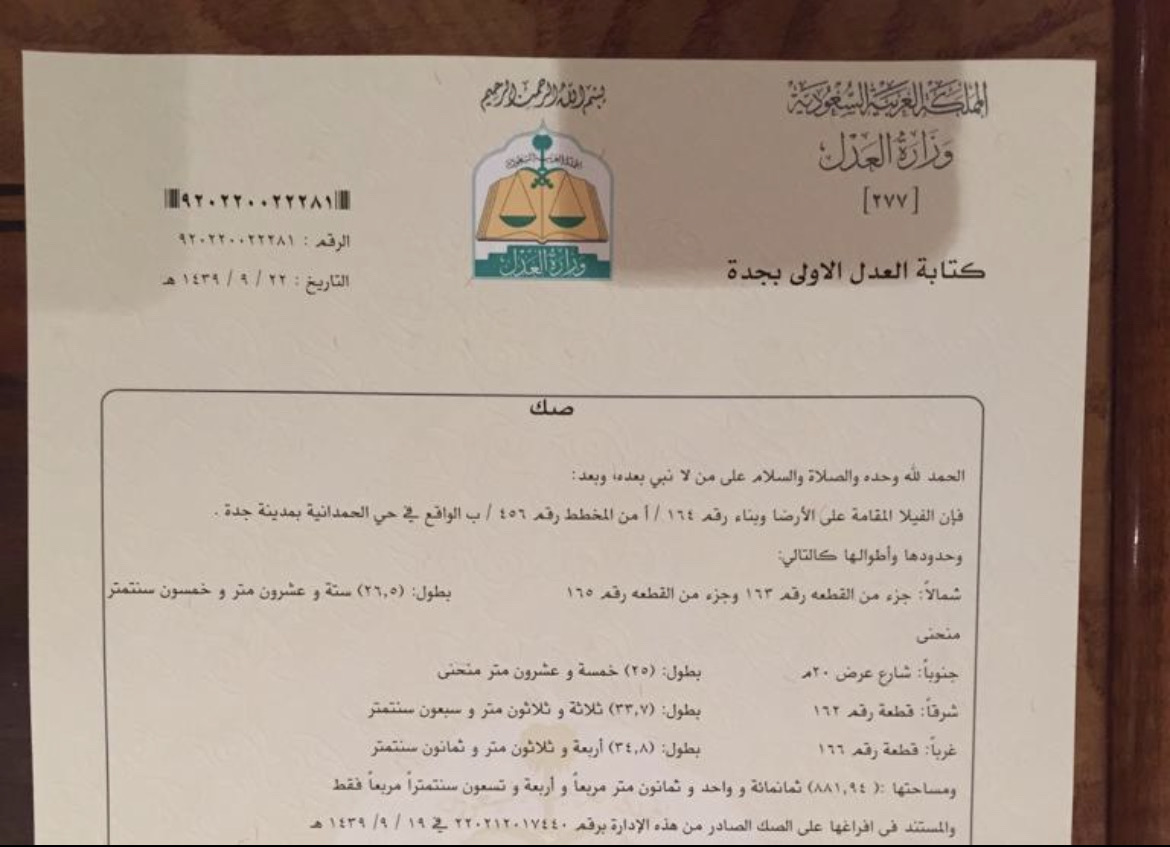 بسم الله الرحمن الرحيم
المملكة العربية السعودية
وزارة العدل
[٢٧٧]
كتابة العدل الاولى بجدة
المملكة العربية السعودية
وزارة العدل
٩٢٠٢٢٠٠٢٢٢٨١
الرقم : ٩٢٠٢٢٠٠٢٢٢٨١
التاريخ : ٢٢ / ٩ / ١٤٣٩ هـ
صك
الحمد لله وحده والصلاة والسلام على من لا نبي بعده، وبعد:
فإن الفيلا المقامة على الأرضا وبناء رقم ١٦٤ / أ من المخطط رقم ٤٥٦ / ب الواقع في حي الحمدانية بمدينة جدة .
وحدودها وأطوالها كالتالي:
شمالاً: جزء من القطعه رقم ١٦٣ وجزء من القطعه رقم ١٦٥ بطول: (٢٦,٥) ستة و عشرون متر و خمسون سنتمتر
منحنى
جنوباً: شارع عرض ٢٠م بطول: (٢٥) خمسة و عشرون متر منحنى
شرقاً: قطعة رقم ١٦٢ بطول: (٣٣,٧) ثلاثة و ثلاثون متر و سبعون سنتمتر
غرباً: قطعة رقم ١٦٦ بطول: (٣٤,٨) أربعة و ثلاثون متر و ثمانون سنتمتر
ومساحتها :( ٨٨١,٩٤) ثمانمائة و واحد و ثمانون متر مربعاً و أربعة و تسعون سنتمتراً مربعاً فقط
والمستند في افراغها على الصك الصادر من هذه الإدارة برقم ٢٢٠٢١٢٠١٧٤٤٠ في ١٩ / ٩/ ١٤٣٩ هـ